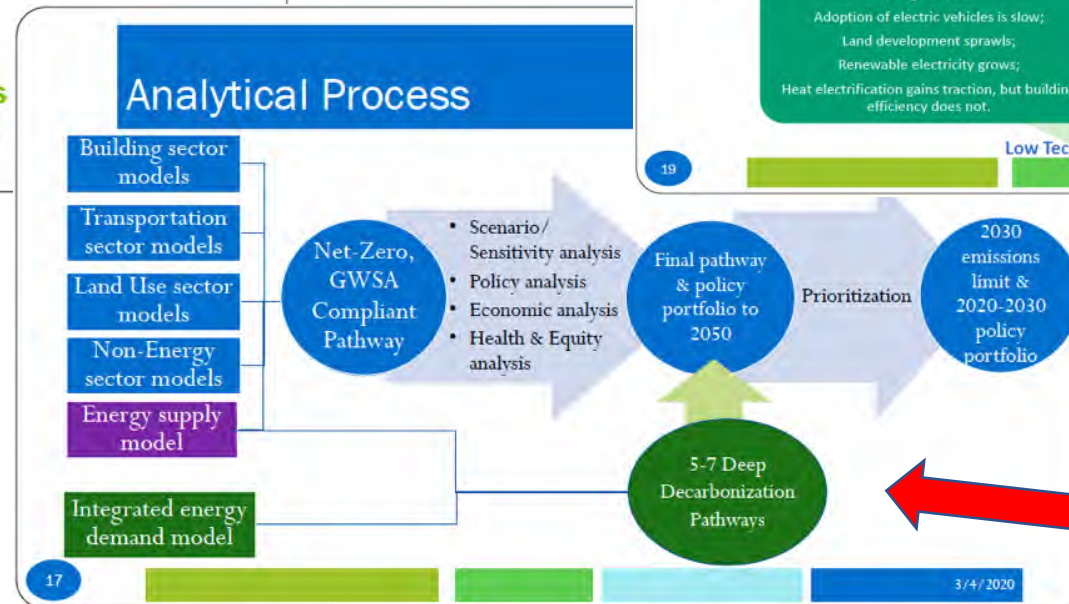 s
Adoption of electric vehicles is slow;
Land development sprawls;
Renewable electricity grows;
Heat electrification gains traction, but buildin
efficiency does not.
Low Tec
19
Analytical Process
Building sector
models
Transportation
sector models
Land Use sector
models
Non-Energy
sector models
Energy supply
model
Integrated energy
demand model
Net-Zero,
GWSA
Compliant
Pathway
• Scenario/
Sensitivity analysis
• Policy analysis
• Economic analysis
• Health & Equity
analysis
Final pathway
& policy
portfolio to
2050
Prioritization
2030
emissions
limit &
2020-2030
policy
portfolio
5-7 Deep
Decarbonization
Pathways
17
3/4/2020